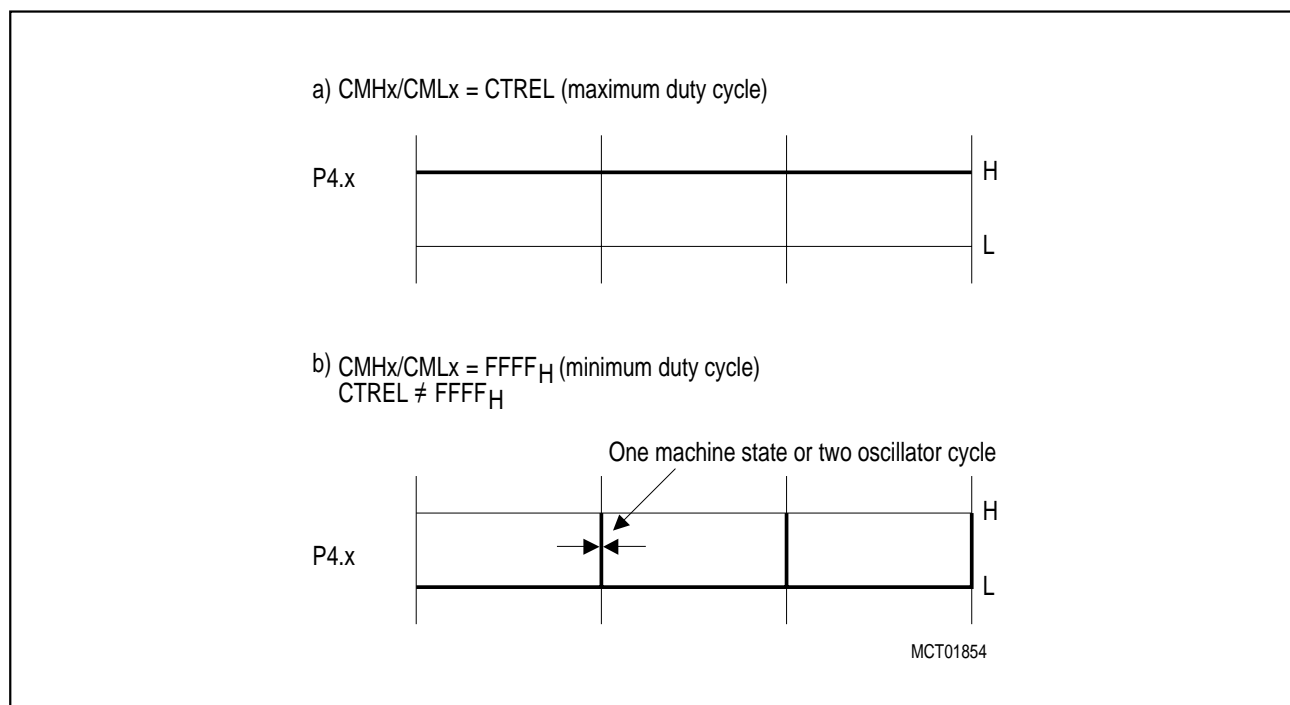 a) CMHx/CMLx = CTREL (maximum duty cycle)
P4.x
H
L
b) CMHx/CMLx = FFFFH (minimum duty cycle)
CTREL ≠ FFFFH
One machine state or two oscillator cycle
H
P4.x
L
MCT01854